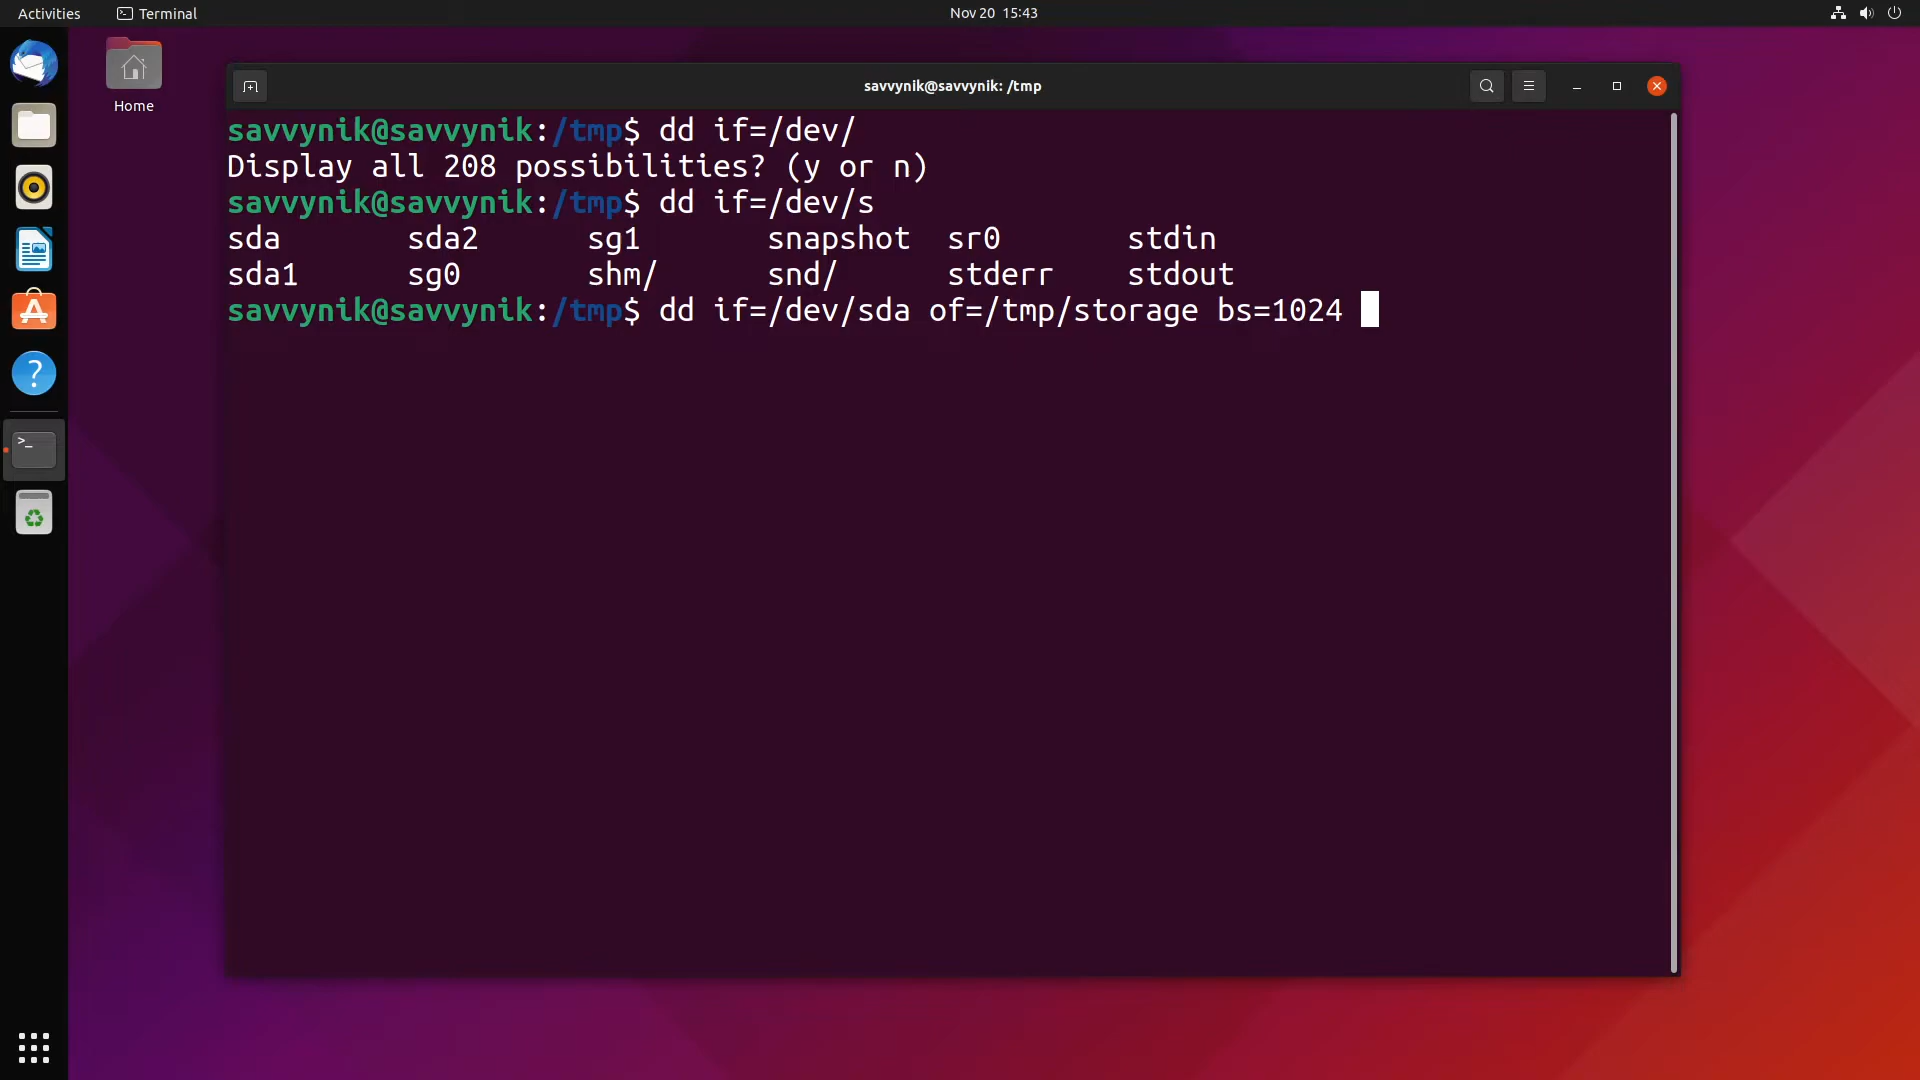 Activities
Terminal
Nov 20 15:43
Home
savvynik@savvynik: /tmp
savvynik@savvynik:/tmp$ dd if=/dev/
Display all 208 possibilities? (y or n)
savvynik@savvynik:/tmp$ dd if=/dev/s
sda sda2 sg1 snapshot sr0 stdin
sda1 sg0 shm/ snd/ stderr stdout
savvynik@savvynik:/tmp$ dd if=/dev/sda of=/tmp/storage bs=1024